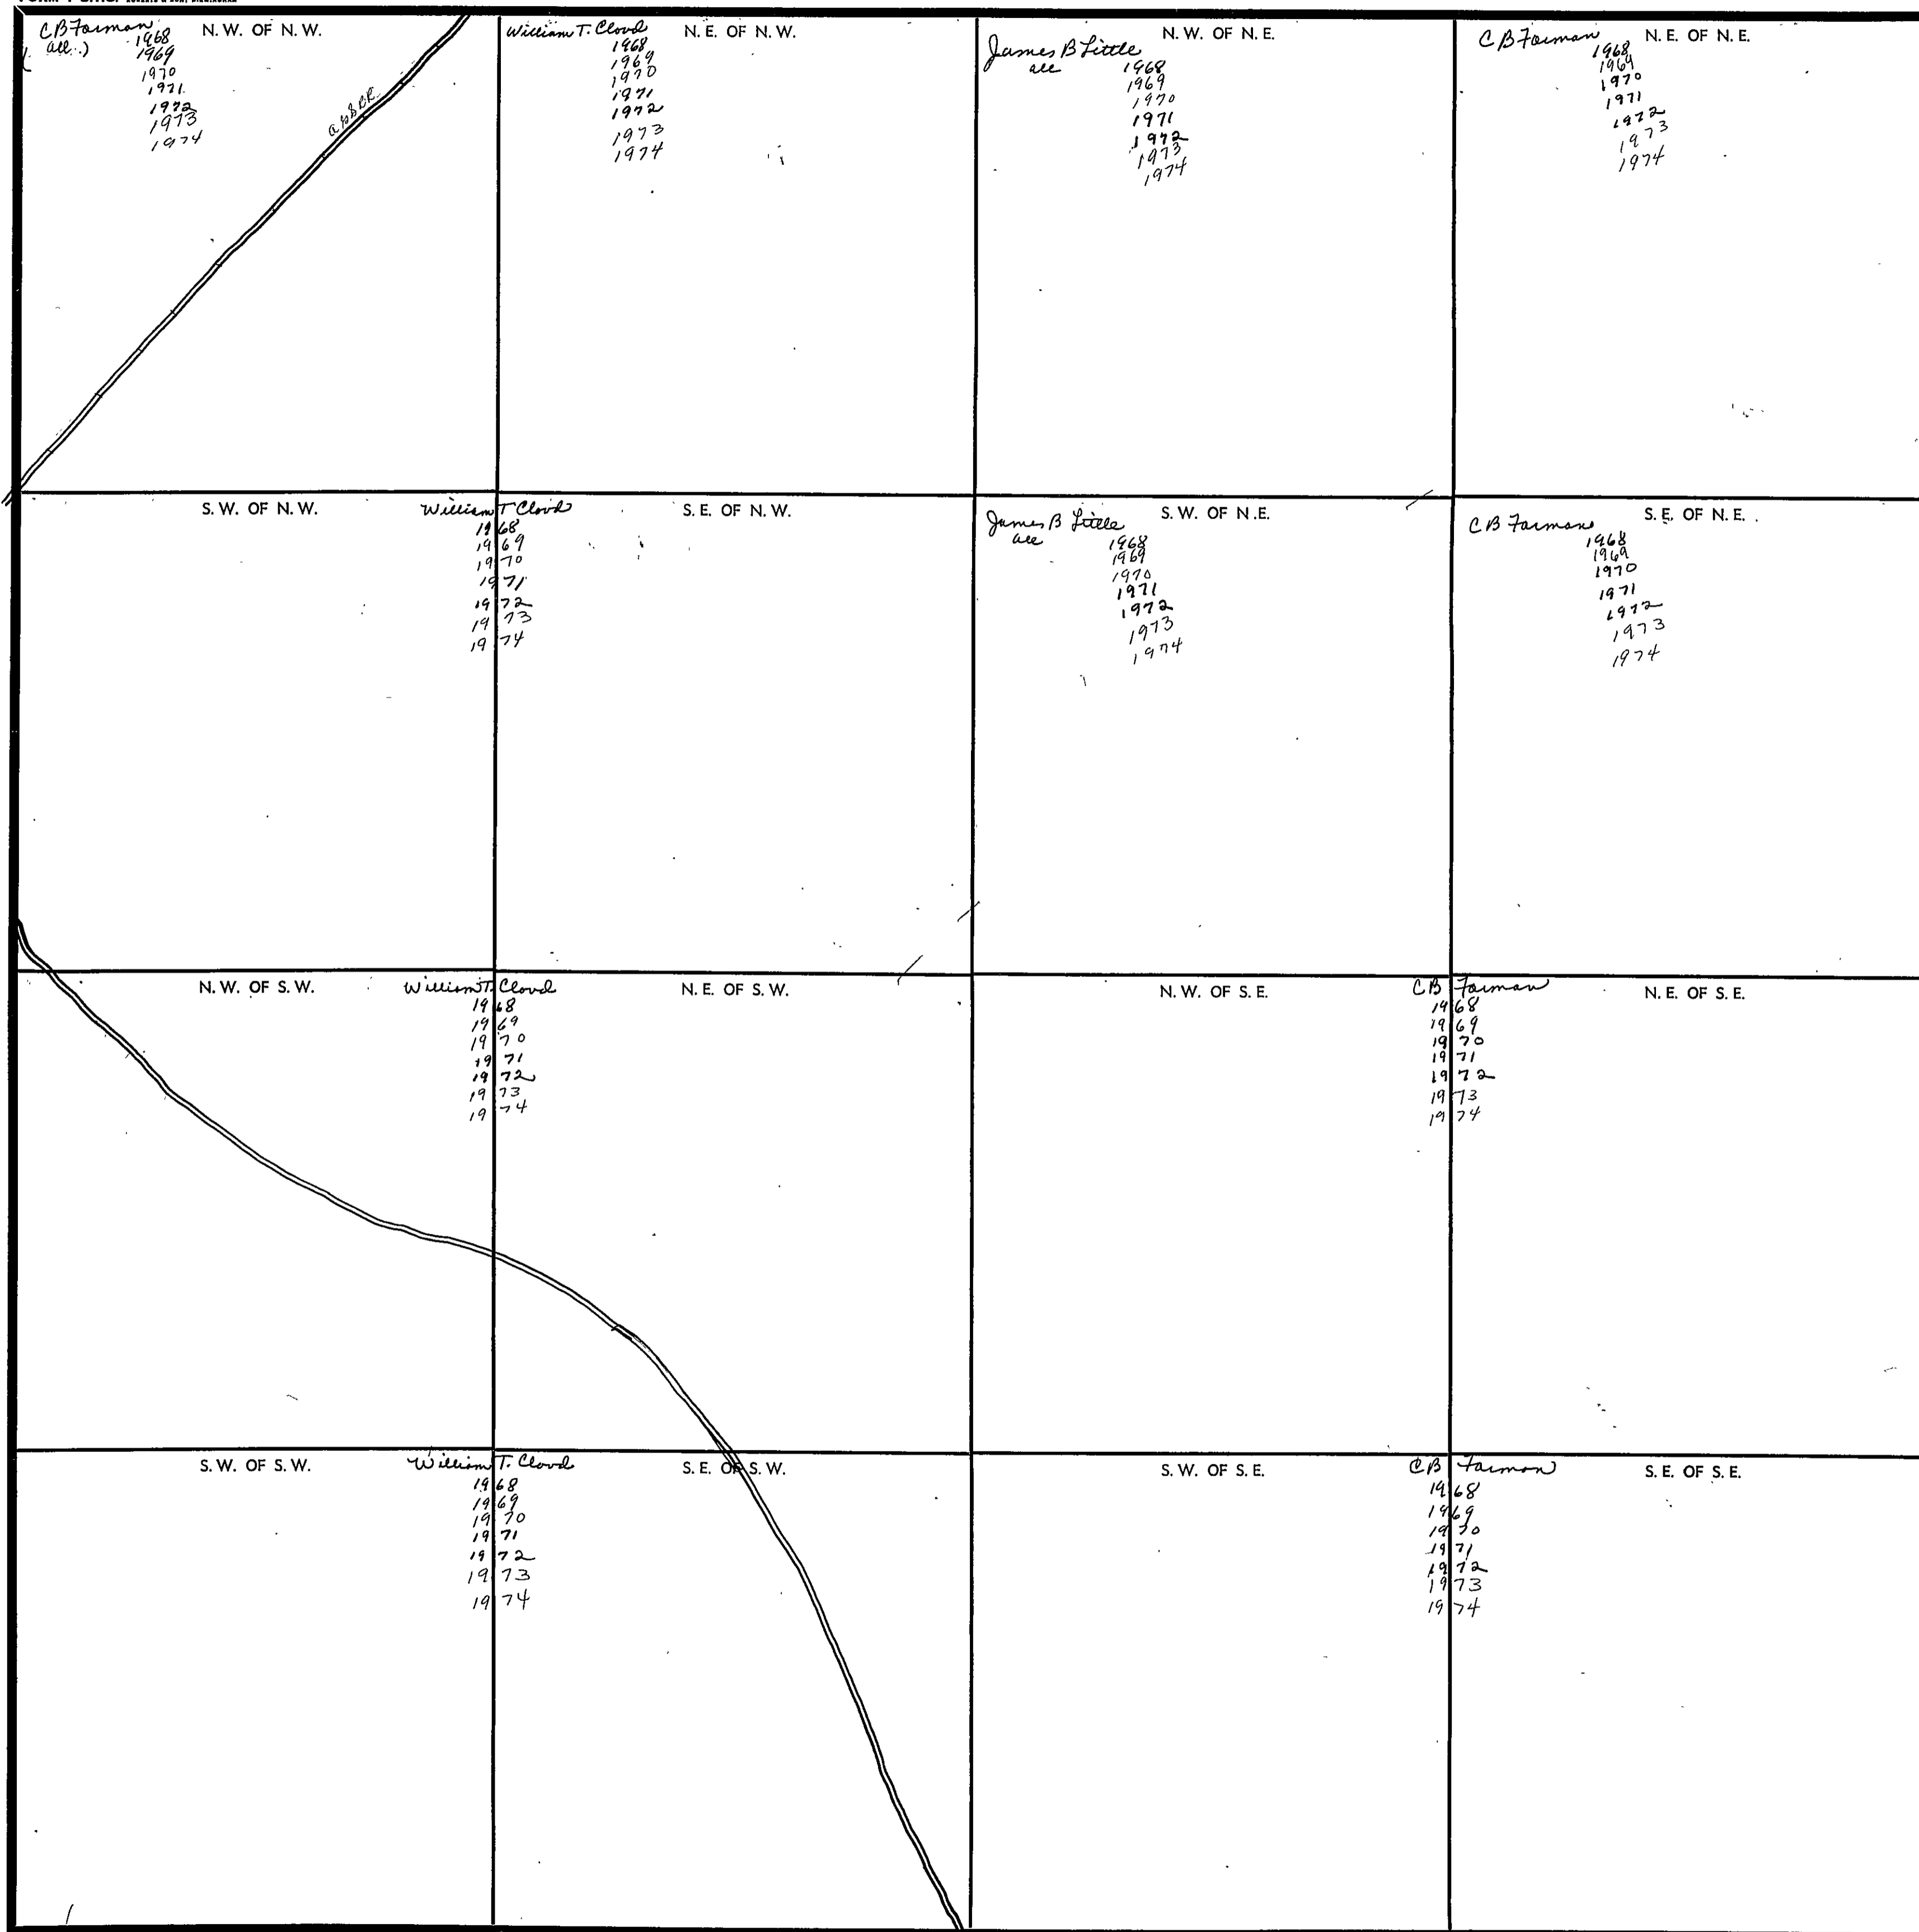 N. W. OF N. W.
C B Farman
( all .)
1968
1969
1970
1971
1972
1973
1974
N. E. OF N. W.
William T. Cloud
1968
1969
1970
1971
1972
1973
1974
N. W. OF N. E.
James B Little
all
1968
1969
1970
1971
1972
1973
1974
N. E. OF N. E.
C B Farman
1968
1969
1970
1971
1972
1973
1974
S. W. OF N. W.
William T Cloud
1968
1969
1970
1971
1972
1973
1974
S. E. OF N. W.
S. W. OF N. E.
James B Little
all
1968
1969
1970
1971
1972
1973
1974
S. E. OF N. E.
C B Farman
1968
1969
1970
1971
1972
1973
1974
N. W. OF S. W.
William T. Cloud
1968
1969
1970
1971
1972
1973
1974
N. E. OF S. W.
N. W. OF S. E.
C B Farman
1968
1969
1970
1971
1972
1973
1974
N. E. OF S. E.
S. W. OF S. W.
William T. Cloud
1968
1969
1970
1971
1972
1973
1974
S. E. OF S. W.
S. W. OF S. E.
C B Farman
1968
1969
1970
1971
1972
1973
1974
S. E. OF S. E.